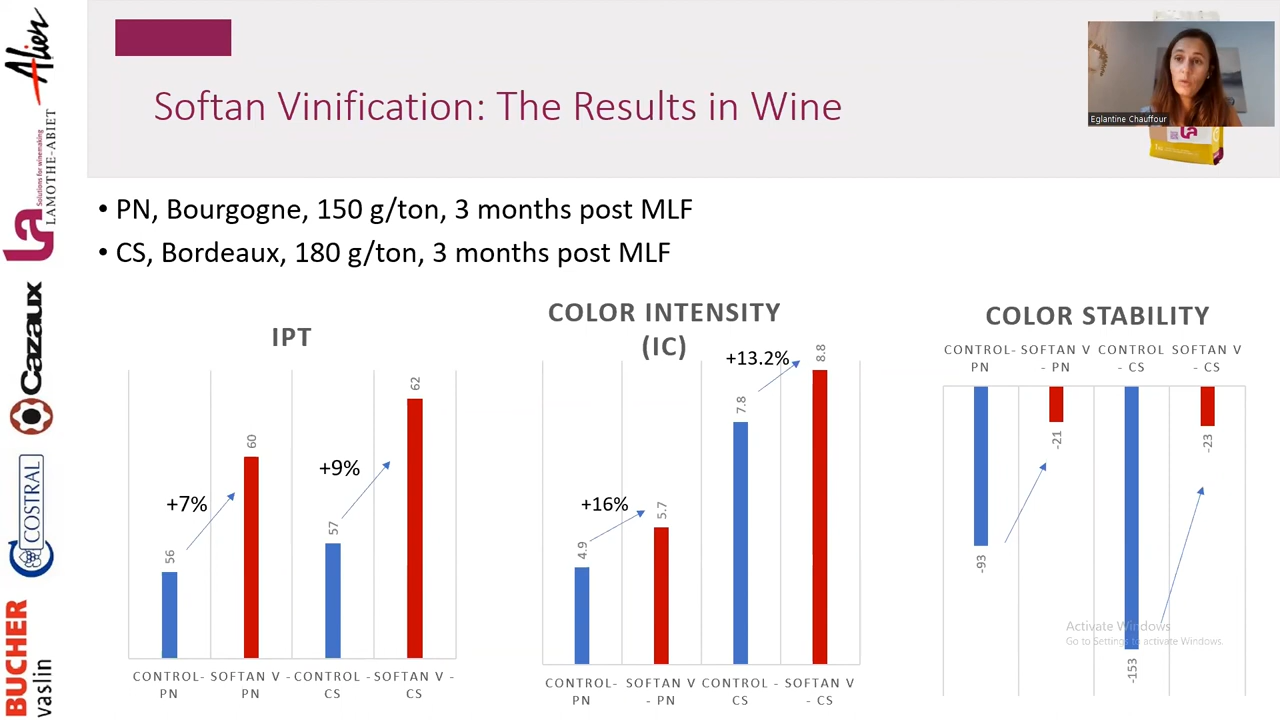 Alien
La
Solutions for winemaking
LAMOTHE-ABIET
Cazaux
COSTRAL
BUCHER
vaslin
Softan Vinification: The Results in Wine
Eglantine Chauffour
La
• PN, Bourgogne, 150 g/ton, 3 months post MLF
• CS, Bordeaux, 180 g/ton, 3 months post MLF
IPT
56
+7%
60
57
+9%
62
CONTROL- PN
SOFTAN V - PN
CONTROL - CS
SOFTAN V - CS
COLOR INTENSITY
(IC)
4.9
+16%
5.7
7.8
+13.2%
8.8
CONTROL- PN
SOFTAN V - PN
CONTROL - CS
SOFTAN V - CS
COLOR STABILITY
CONTROL- PN
SOFTAN V - PN
CONTROL - CS
SOFTAN V - CS
-93
-21
-153
-23
Activate Windows
Go to Settings to activate Windows.